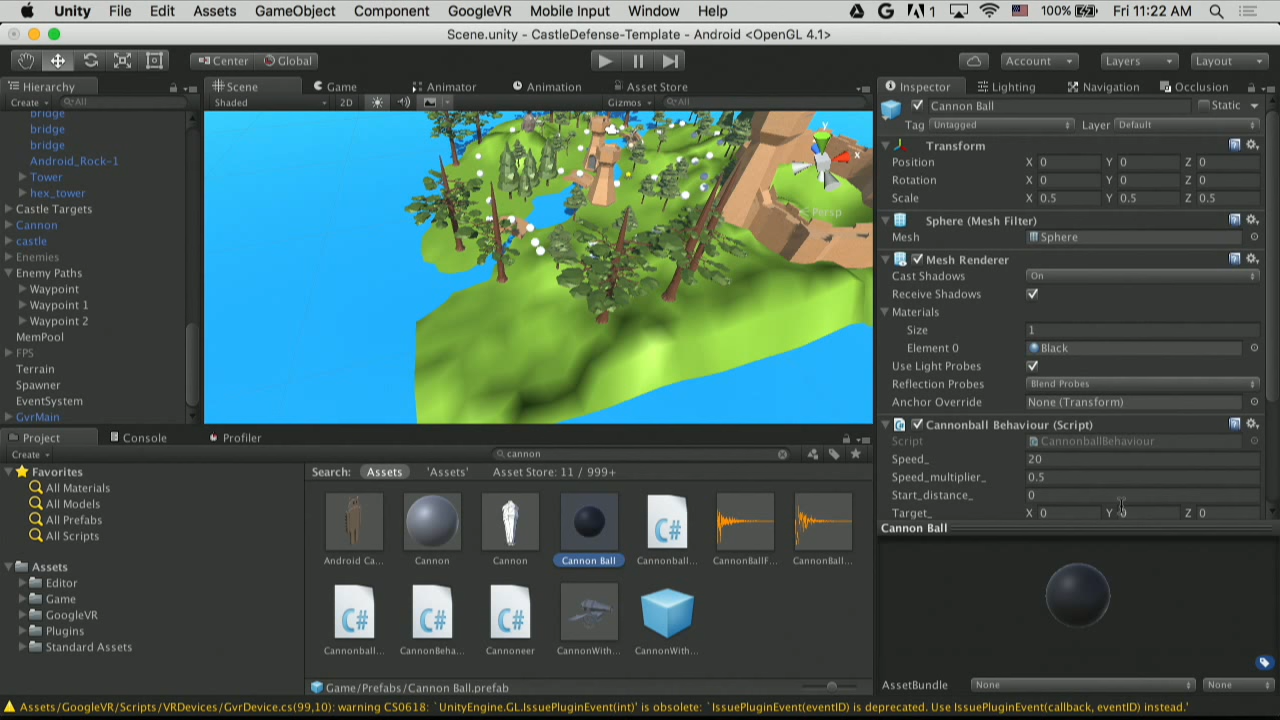 Unity File Edit Assets GameObject Component GoogleVR Mobile Input Window Help 1 100% Fri 11:22 AM
Scene.unity - CastleDefense-Template - Android <OpenGL 4.1>
Center Global Account Layers Layout
Hierarchy Scene Game Animator Animation Asset Store Inspector Lighting Navigation Occlusion
Create All Shaded 2D Gizmos All Cannon Ball Static
Tag Untagged Layer Default
bridge
bridge
bridge
Android_Rock-1
Tower
hex_tower
Castle Targets
Cannon
castle
Enemies
Enemy Paths
Waypoint
Waypoint 1
Waypoint 2
MemPool
FPS
Terrain
Spawner
EventSystem
GvrMain
y
x
Persp
Transform
Position X 0 Y 0 Z 0
Rotation X 0 Y 0 Z 0
Scale X 0.5 Y 0.5 Z 0.5
Sphere (Mesh Filter)
Mesh Sphere
Mesh Renderer
Cast Shadows On
Receive Shadows
Materials
Size 1
Element 0 Black
Use Light Probes
Reflection Probes Blend Probes
Anchor Override None (Transform)
Cannonball Behaviour (Script)
Script CannonballBehaviour
Speed_ 20
Speed_multiplier_ 0.5
Start_distance_ 0
Target_ X 0 Y 0 Z 0
Cannon Ball
Project Console Profiler
Create cannon
Favorites
All Materials
All Models
All Prefabs
All Scripts
Assets
Editor
Game
GoogleVR
Plugins
Standard Assets
Search: Assets 'Assets' Asset Store: 11 / 999+
Android Ca... Cannon Cannon Cannon Ball Cannonball... CannonBallF... CannonBall...
C#
Cannonball... CannonBeha... Cannoneer CannonWith... CannonWith...
C# C# C#
Game/Prefabs/Cannon Ball.prefab
AssetBundle None None
Assets/GoogleVR/Scripts/VRDevices/GvrDevice.cs(99,10): warning CS0618: `UnityEngine.GL.IssuePluginEvent(int)' is obsolete: `IssuePluginEvent(eventID) is deprecated. Use IssuePluginEvent(callback, eventID) instead.'